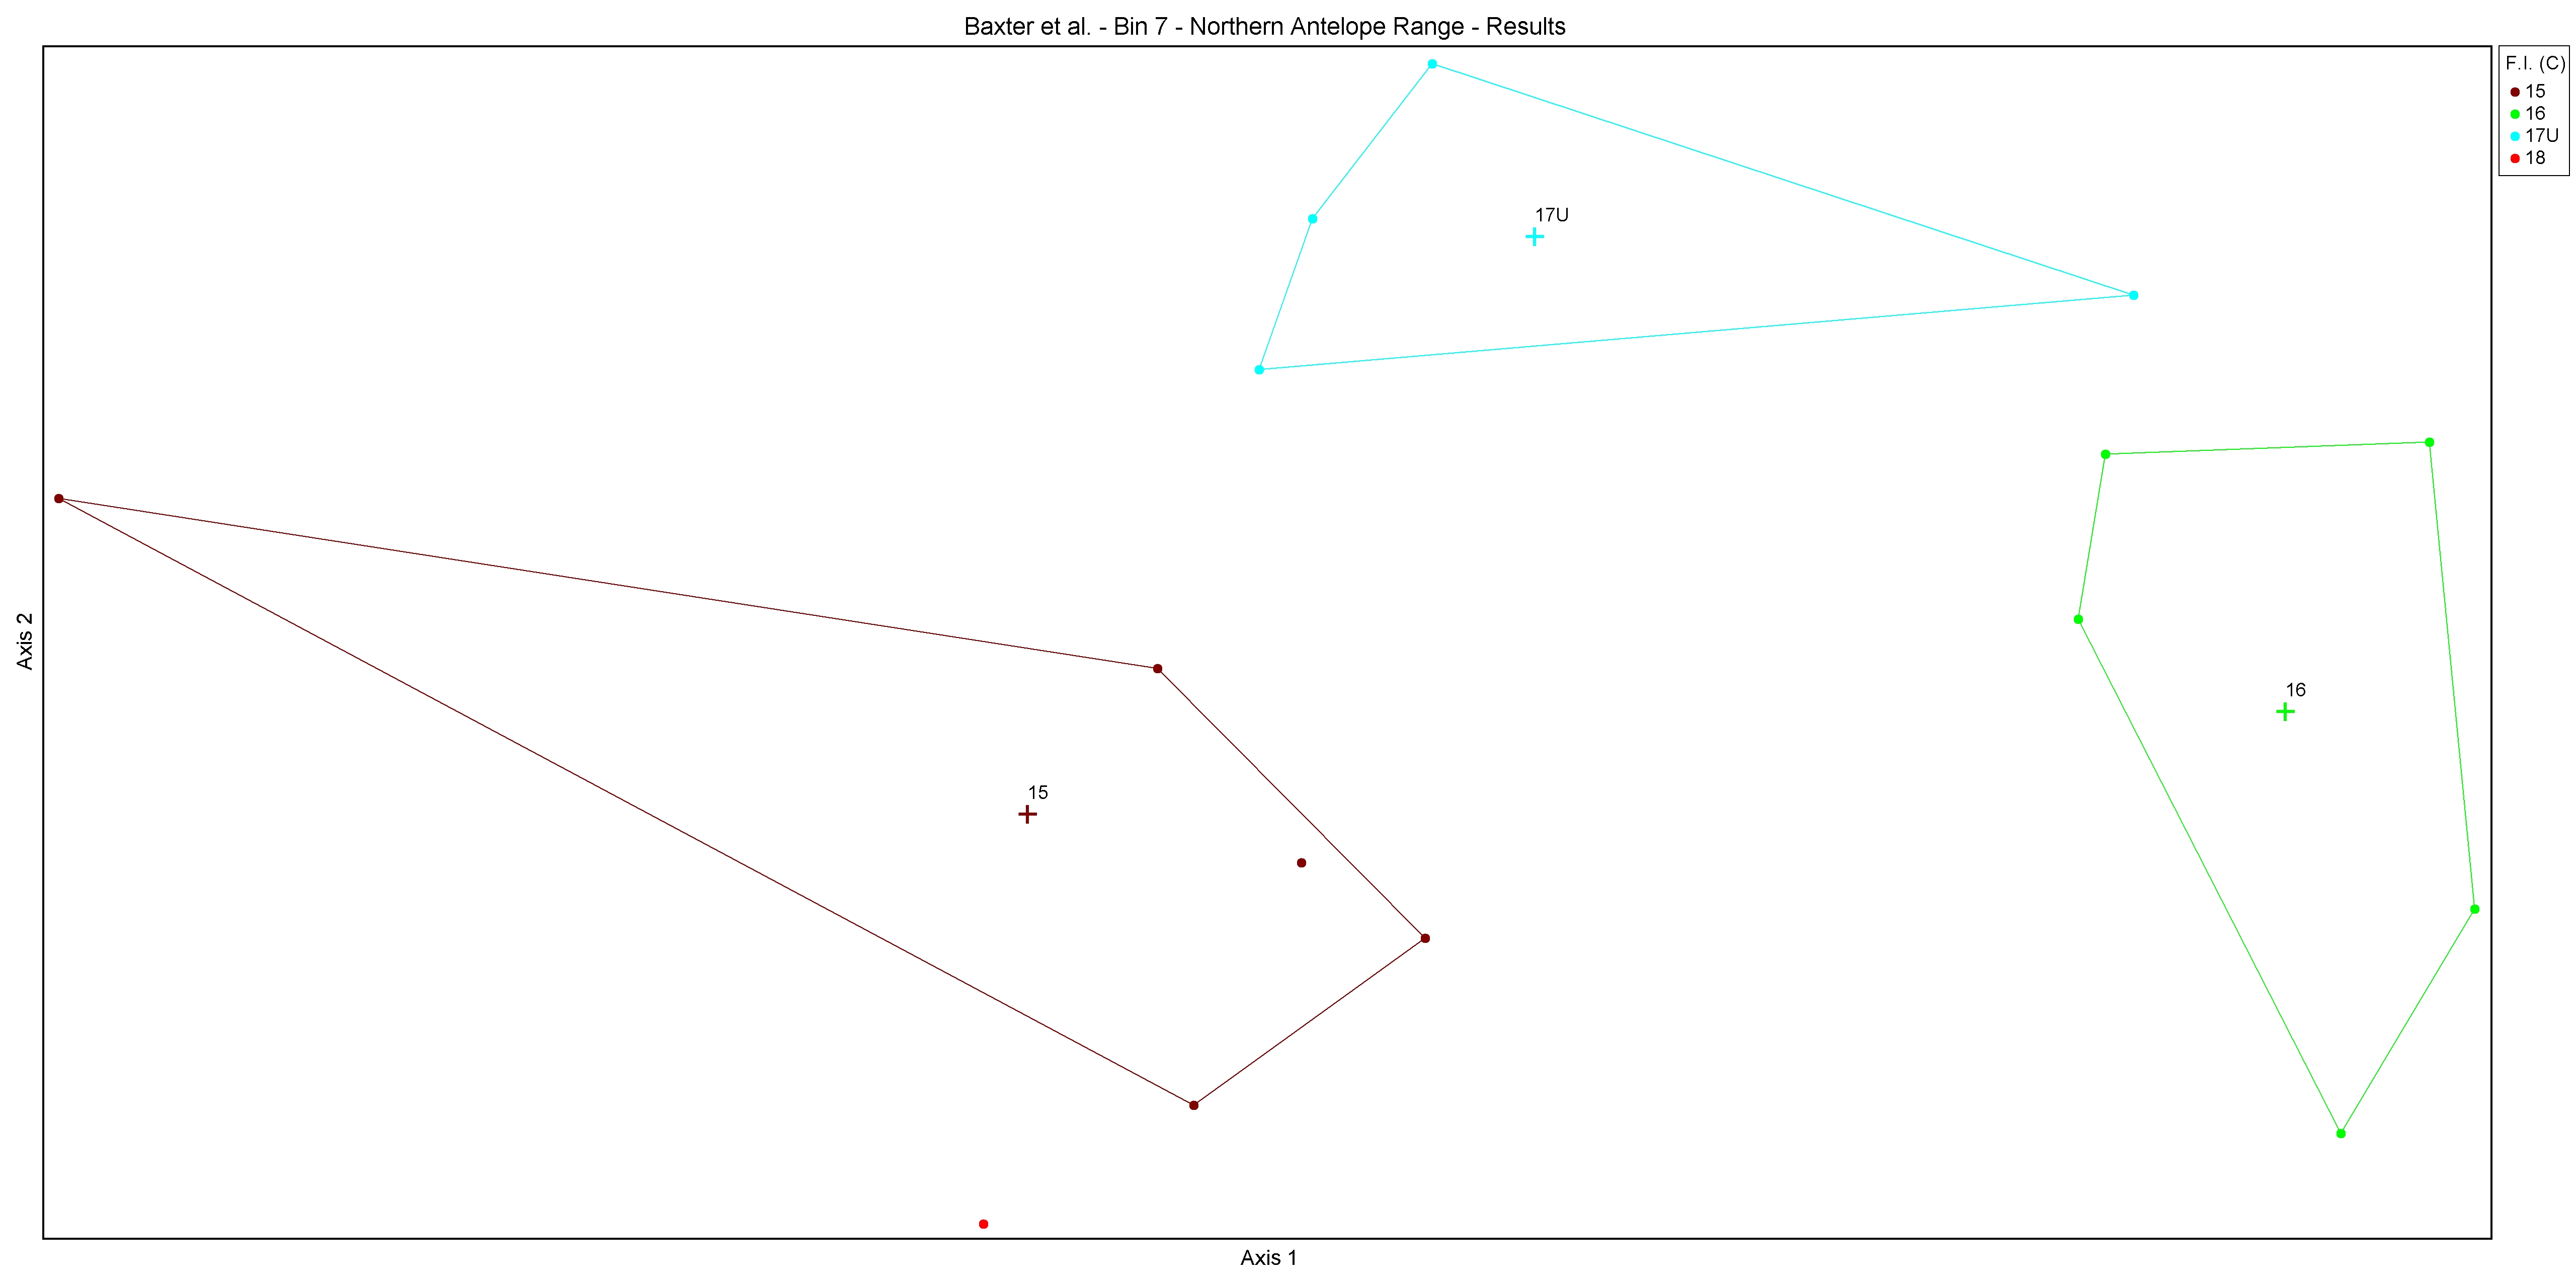 Baxter et al. - Bin 7 - Northern Antelope Range - Results
F.I. (C)
15
16
17U
18
17U
16
15
Axis 2
Axis 1